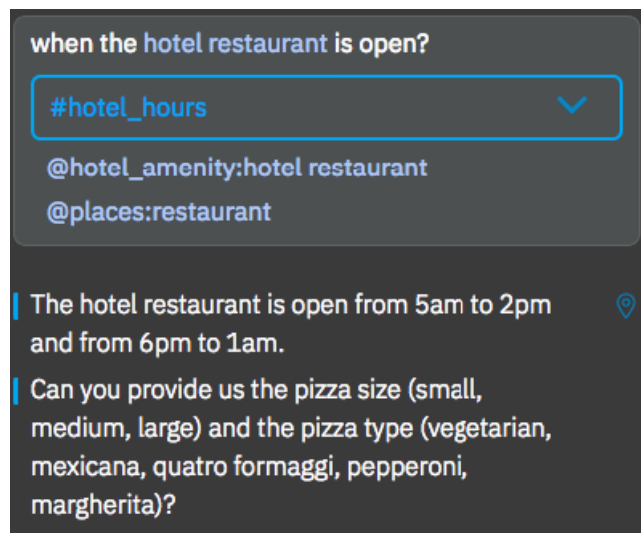 when the hotel restaurant is open?
#hotel_hours
@hotel_amenity:hotel restaurant
@places:restaurant
The hotel restaurant is open from 5am to 2pm
and from 6pm to 1am.
Can you provide us the pizza size (small,
medium, large) and the pizza type (vegetarian,
mexicana, quatro formaggi, pepperoni,
margherita)?